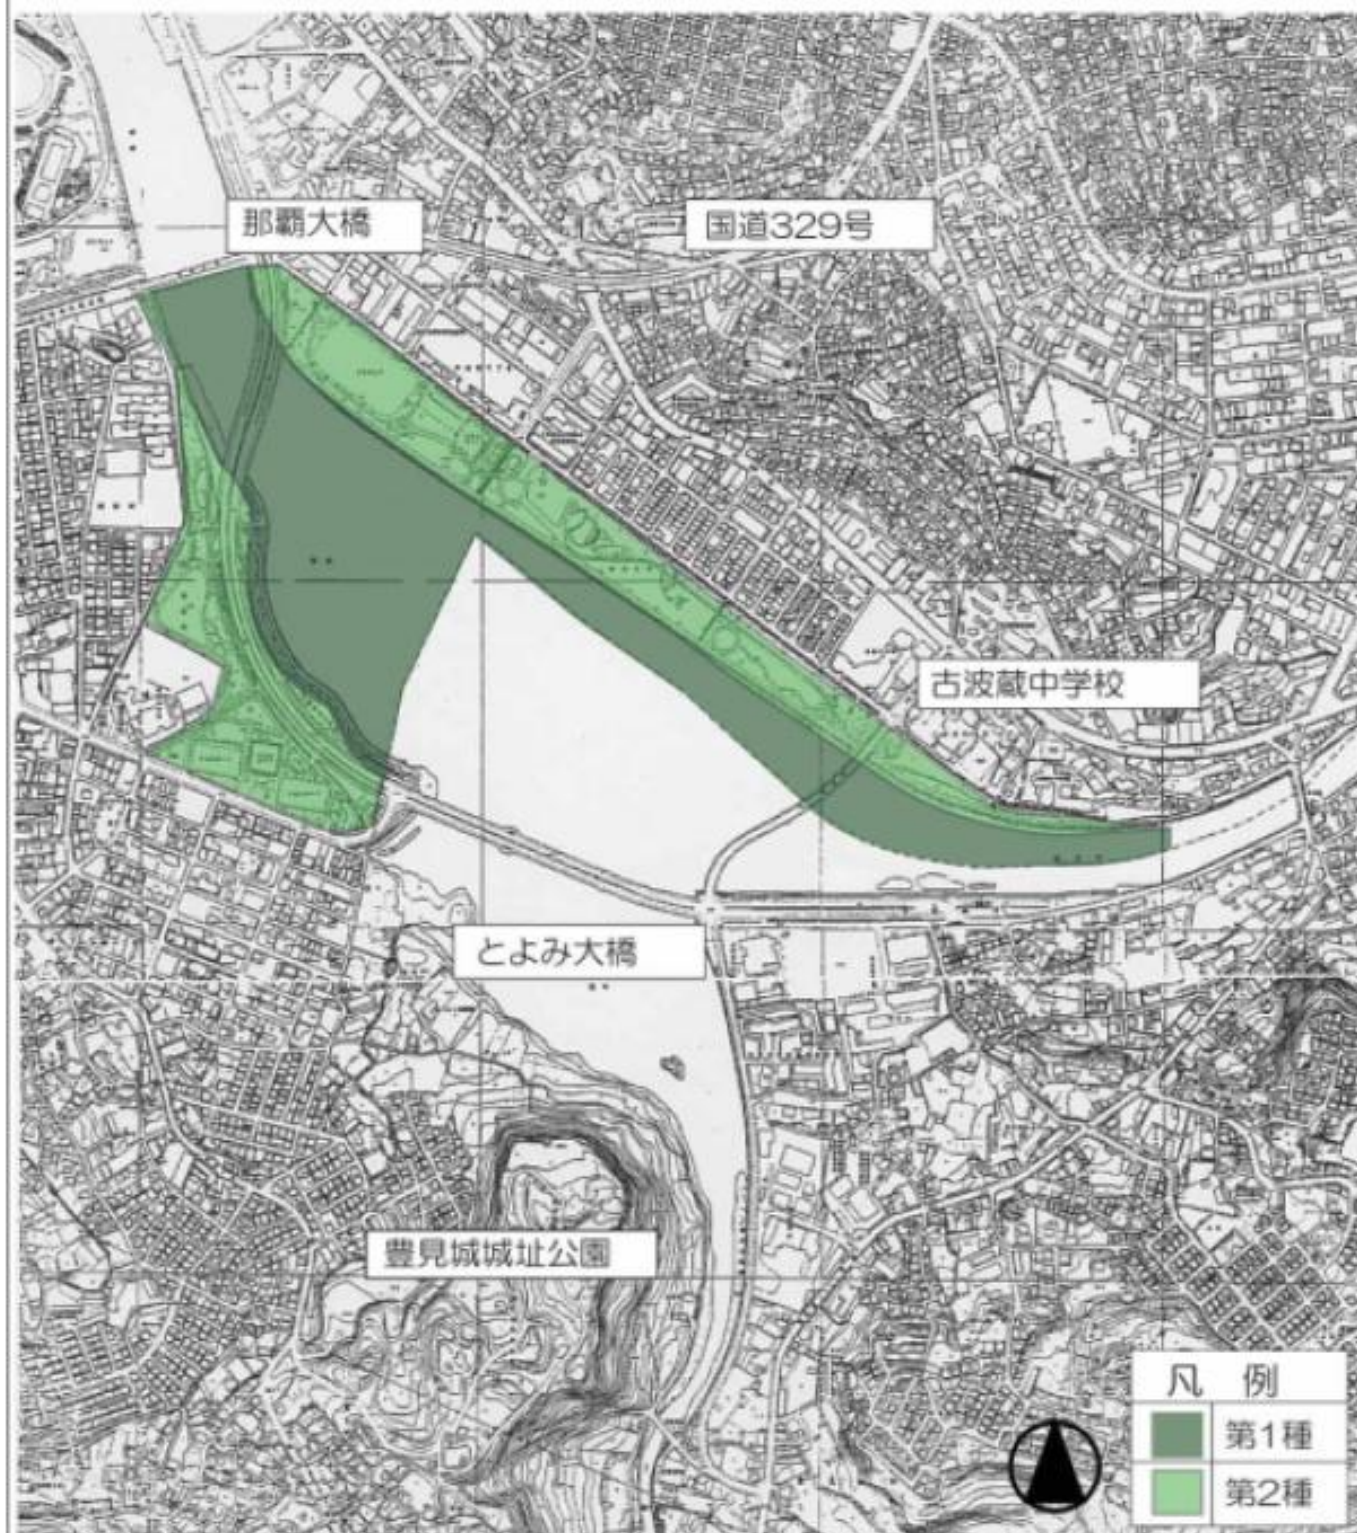 那覇大橋
国道329号
古波蔵中学校
とよみ大橋
豊見城城址公園
凡 例
第1種
第2種